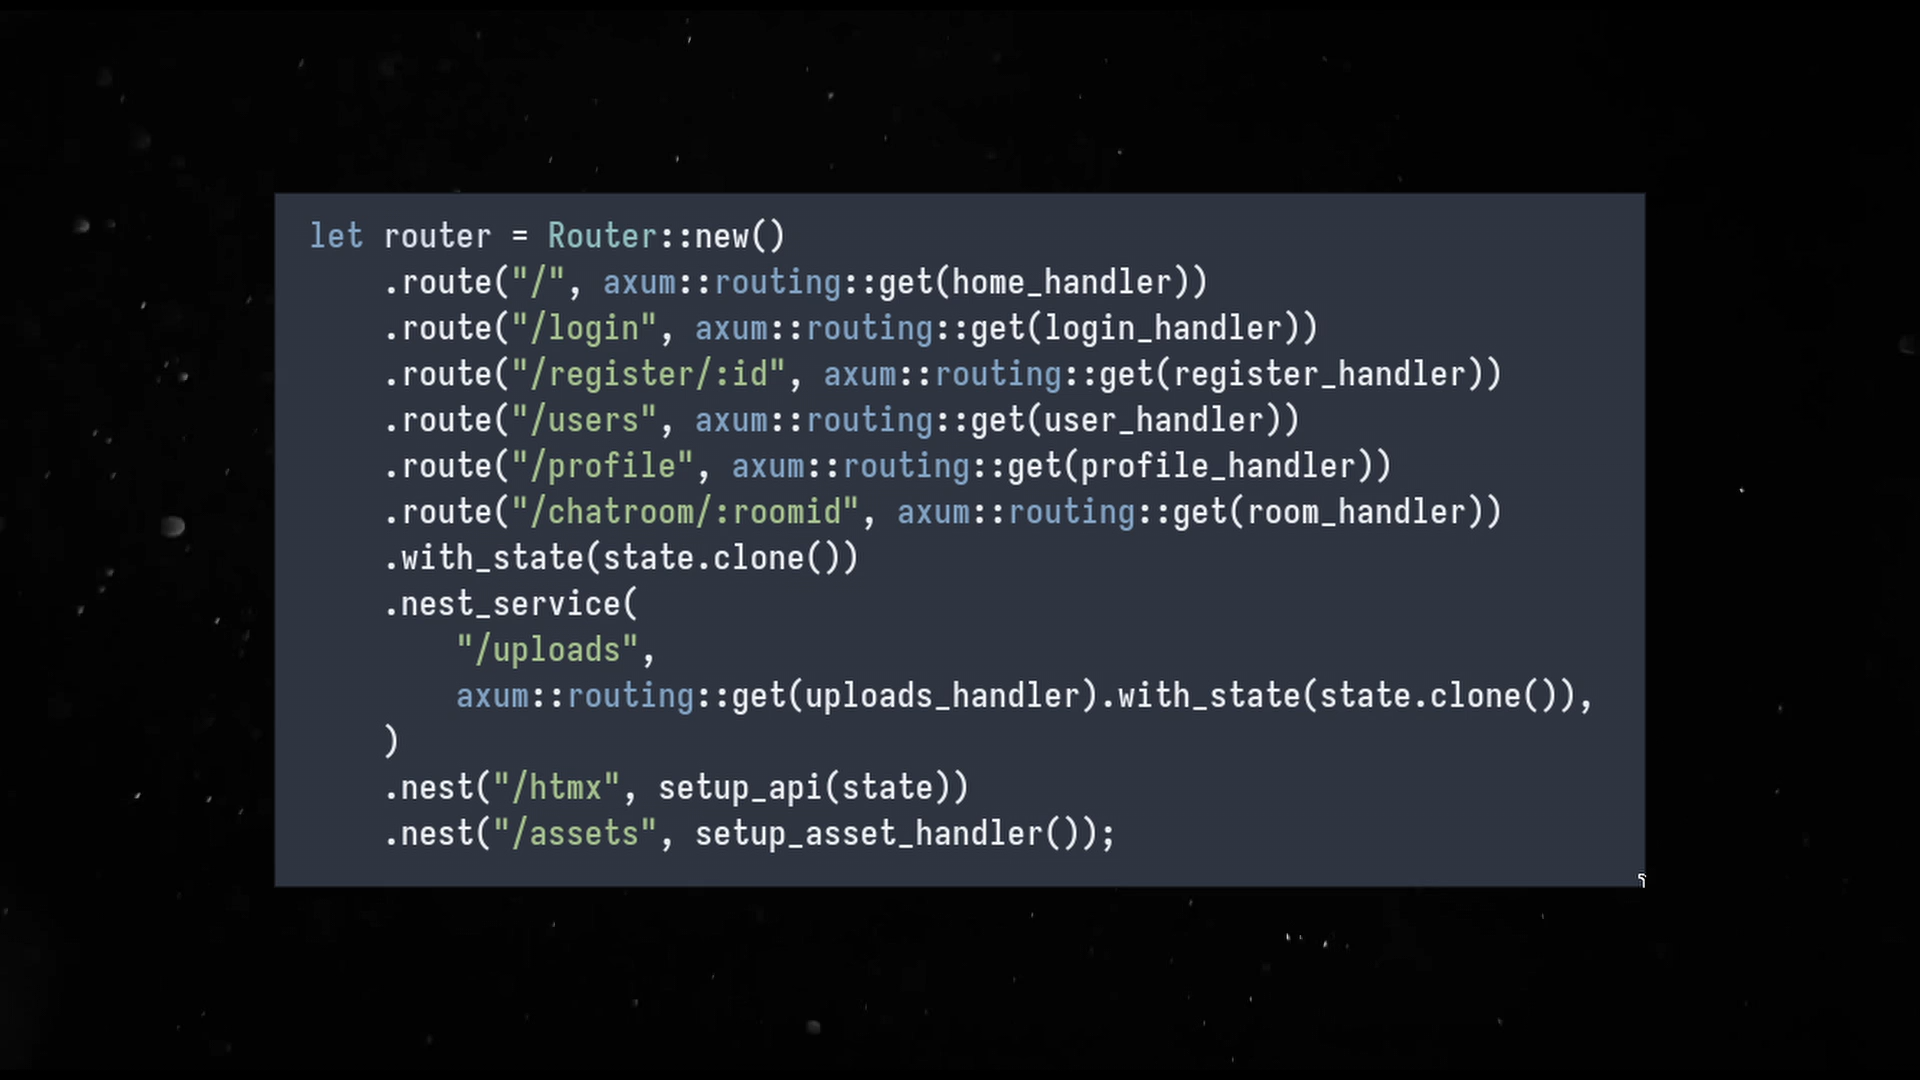 let router = Router::new()
    .route("/", axum::routing::get(home_handler))
    .route("/login", axum::routing::get(login_handler))
    .route("/register/:id", axum::routing::get(register_handler))
    .route("/users", axum::routing::get(user_handler))
    .route("/profile", axum::routing::get(profile_handler))
    .route("/chatroom/:roomid", axum::routing::get(room_handler))
    .with_state(state.clone())
    .nest_service(
        "/uploads",
        axum::routing::get(uploads_handler).with_state(state.clone()),
    )
    .nest("/htmx", setup_api(state))
    .nest("/assets", setup_asset_handler());